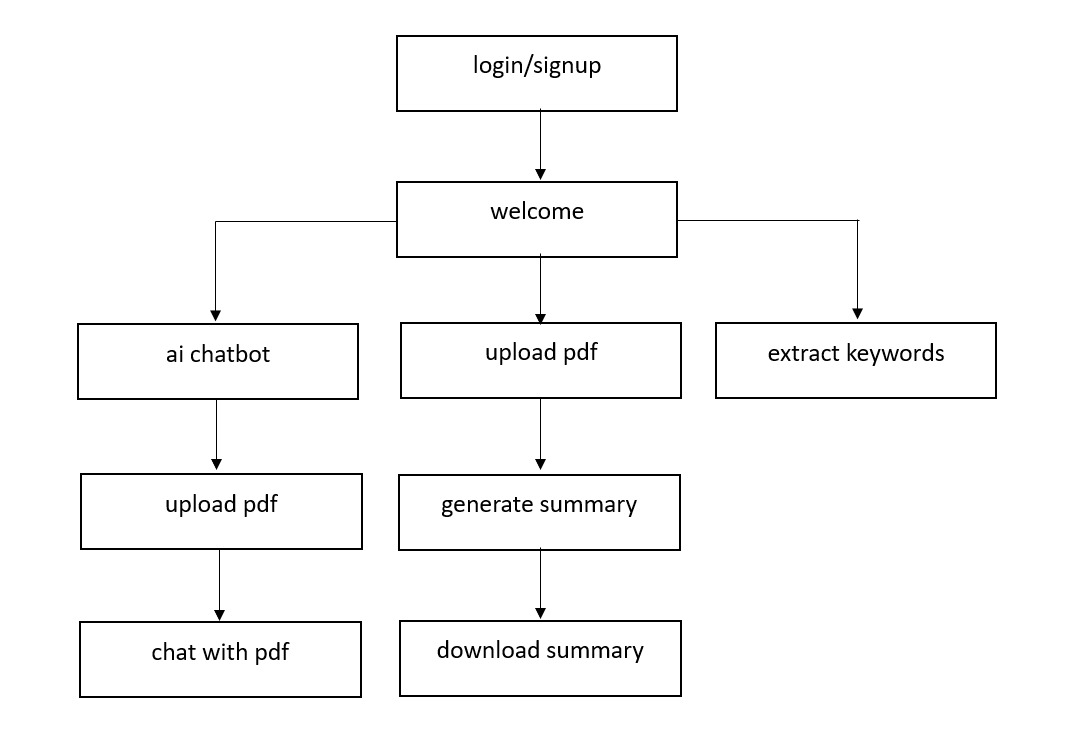 login/signup
welcome
ai chatbot
upload pdf
extract keywords
upload pdf
generate summary
chat with pdf
download summary